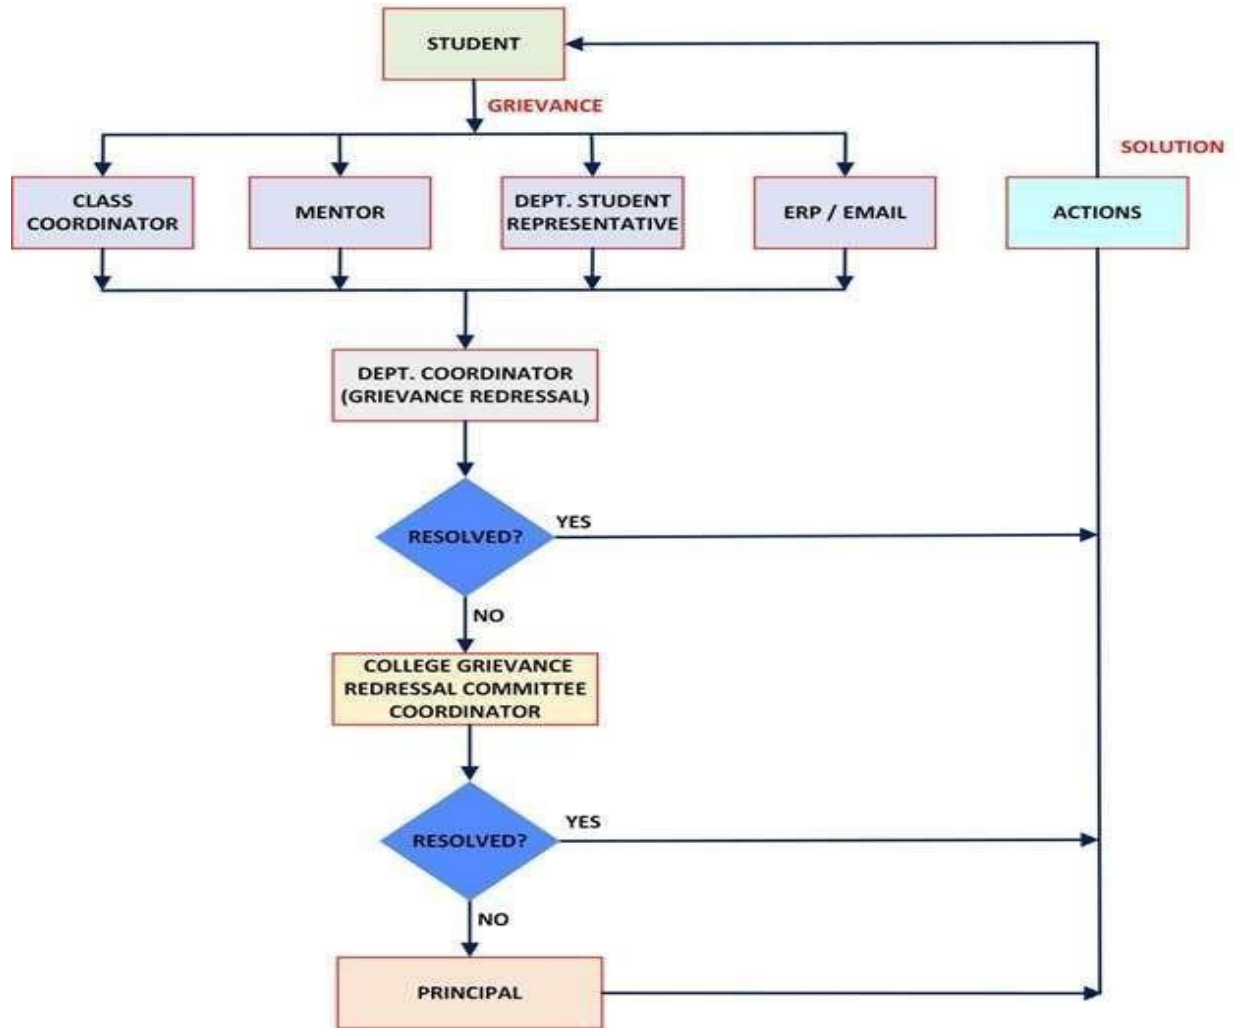 STUDENT
GRIEVANCE
SOLUTION
CLASS
COORDINATOR
MENTOR
DEPT. STUDENT
REPRESENTATIVE
ERP / EMAIL
ACTIONS
DEPT. COORDINATOR
(GRIEVANCE REDRESSAL)
RESOLVED?
YES
NO
COLLEGE GRIEVANCE
REDRESSAL COMMITTEE
COORDINATOR
RESOLVED?
YES
NO
PRINCIPAL